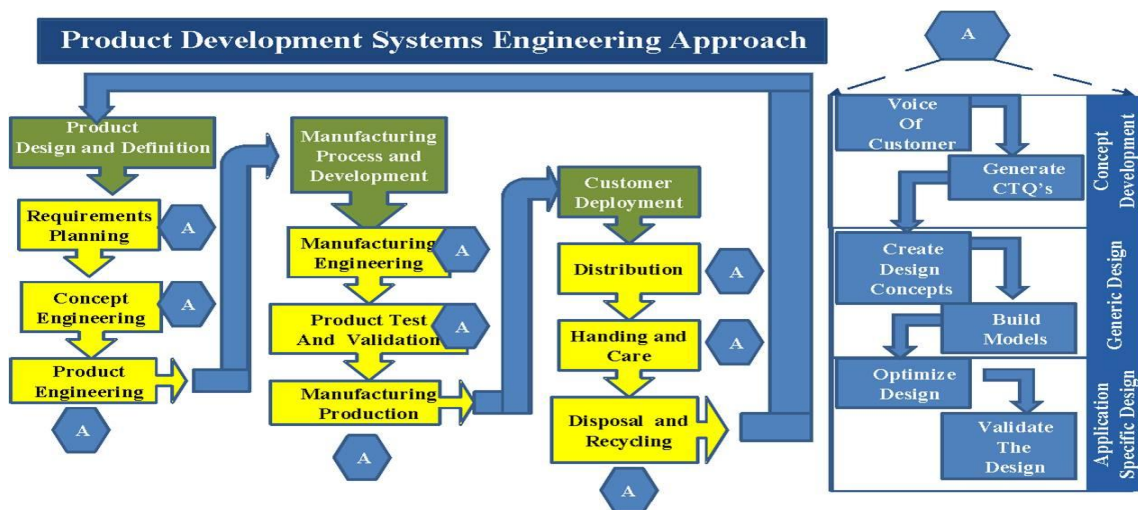 Product Development Systems Engineering Approach
A
Product
Design and Definition
Requirements
Planning
A
Concept
Engineering
A
Product
Engineering
A
Manufacturing
Process and
Development
Manufacturing
Engineering
A
Product Test
And Validation
A
Manufacturing
Production
A
Customer
Deployment
Distribution
A
Handing and
Care
A
Disposal and
Recycling
A
Voice
Of
Customer
Generate
CTQ's
Concept
Development
Create
Design
Concepts
Build
Models
Generic Design
Optimize
Design
Validate
The
Design
Application
Specific Design